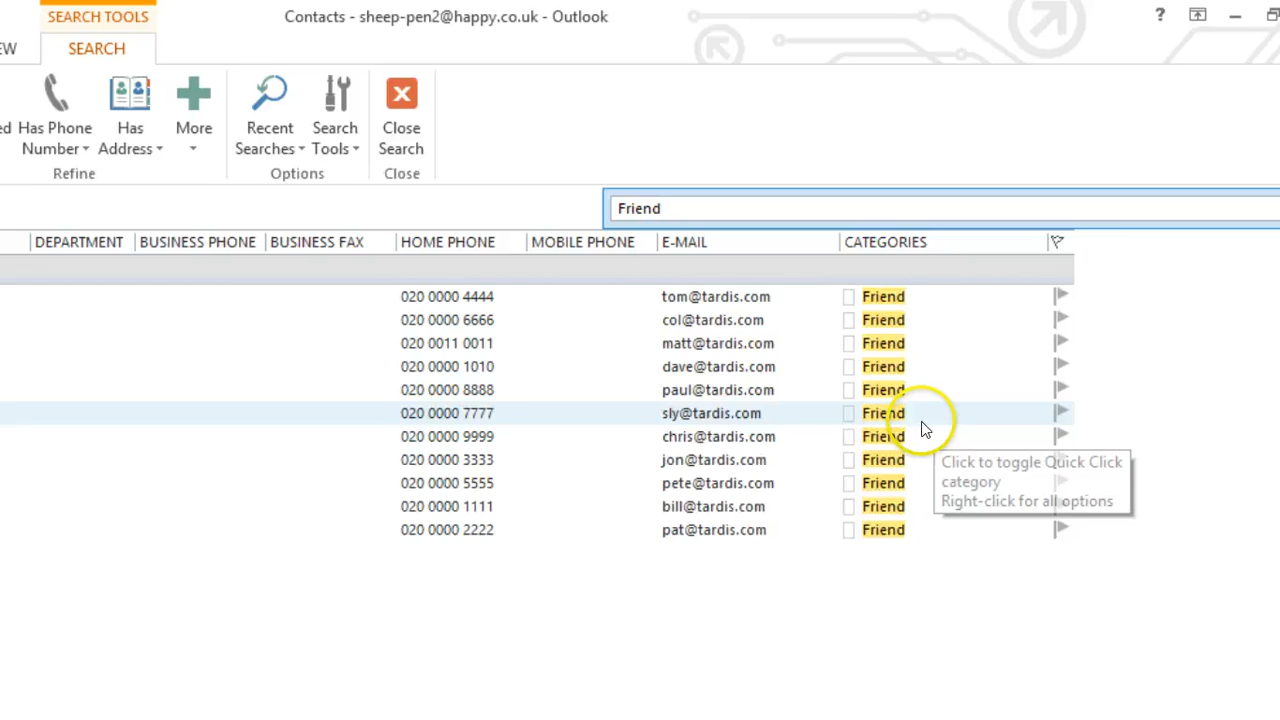 SEARCH TOOLS
Contacts - sheep-pen2@happy.co.uk - Outlook
?
EW
SEARCH
ed Has Phone Number
Has Address
More
Recent Searches
Search Tools
Close Search
Refine
Options
Close
Friend
DEPARTMENT BUSINESS PHONE BUSINESS FAX HOME PHONE MOBILE PHONE E-MAIL CATEGORIES
020 0000 4444 tom@tardis.com Friend
020 0000 6666 col@tardis.com Friend
020 0011 0011 matt@tardis.com Friend
020 0000 1010 dave@tardis.com Friend
020 0000 8888 paul@tardis.com Friend
020 0000 7777 sly@tardis.com Friend
020 0000 9999 chris@tardis.com Friend
020 0000 3333 jon@tardis.com Friend
020 0000 5555 pete@tardis.com Friend
020 0000 1111 bill@tardis.com Friend
020 0000 2222 pat@tardis.com Friend
Click to toggle Quick Click
category
Right-click for all options